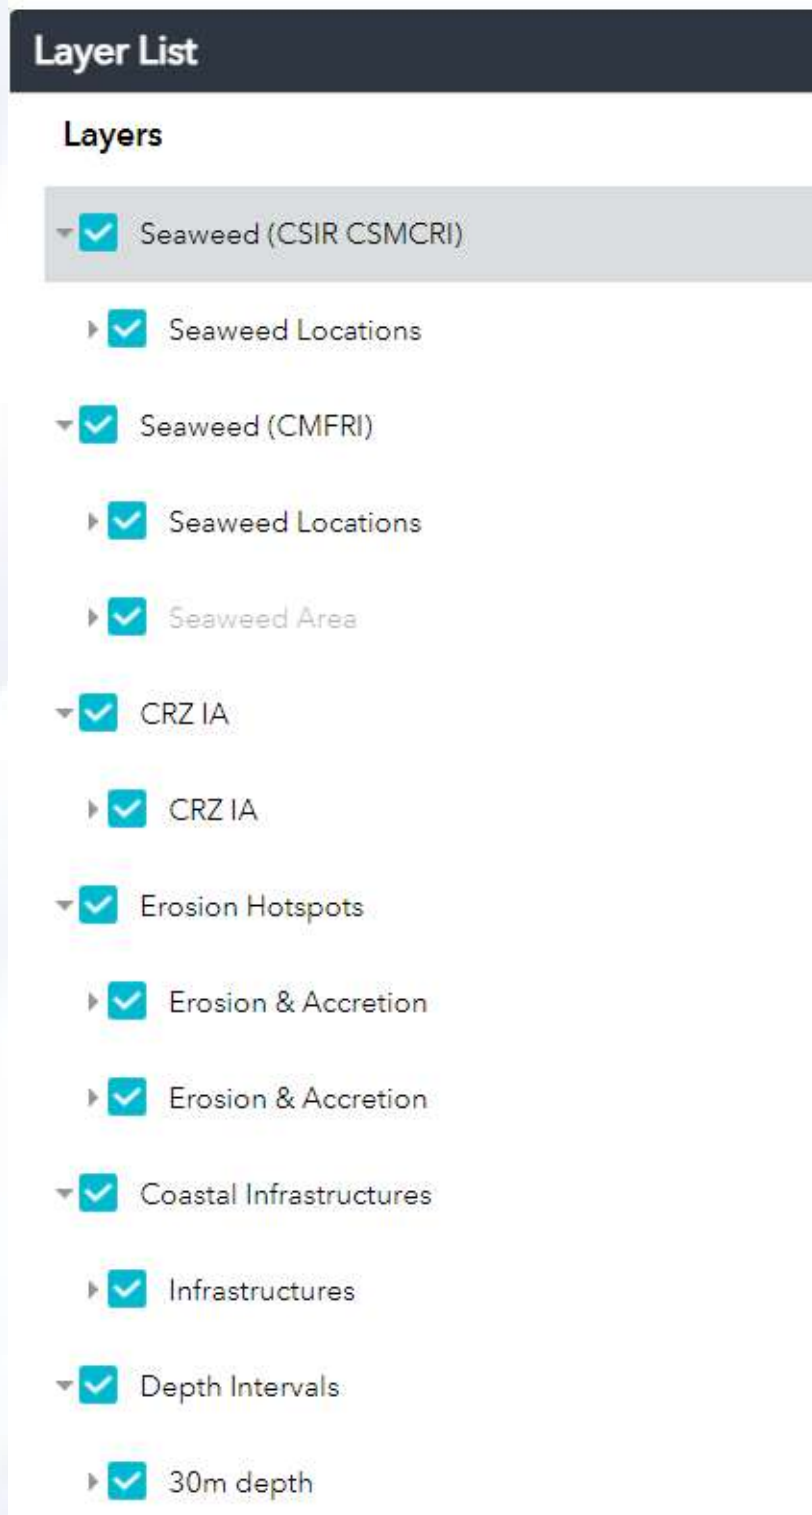 Layer List
Layers
Seaweed (CSIR CSMCRI)
Seaweed Locations
Seaweed (CMFRI)
Seaweed Locations
Seaweed Area
CRZ IA
CRZ IA
Erosion Hotspots
Erosion & Accretion
Erosion & Accretion
Coastal Infrastructures
Infrastructures
Depth Intervals
30m depth